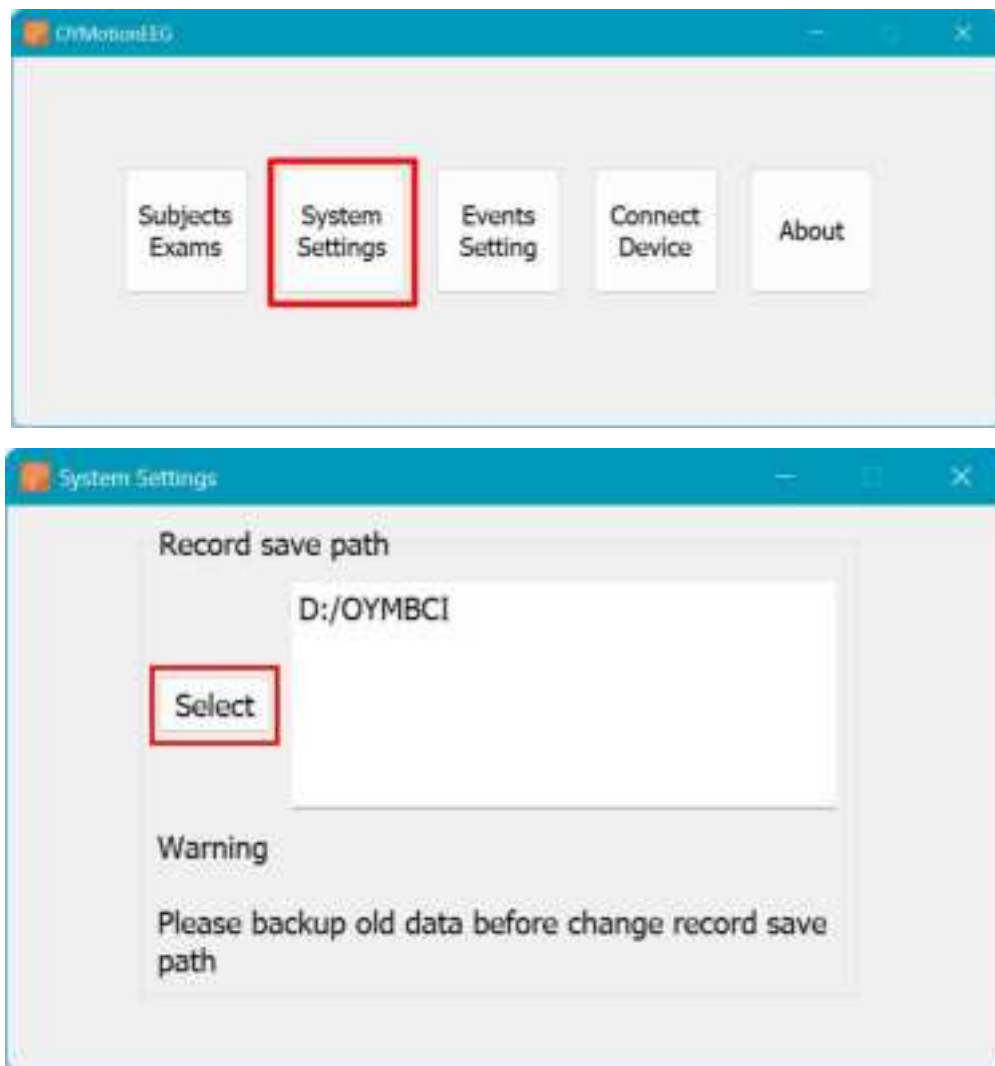 OYMotionEEG
Subjects
Exams
System
Settings
Events
Setting
Connect
Device
About
System Settings
Record save path
D:/OYMBCI
Select
Warning
Please backup old data before change record save
path